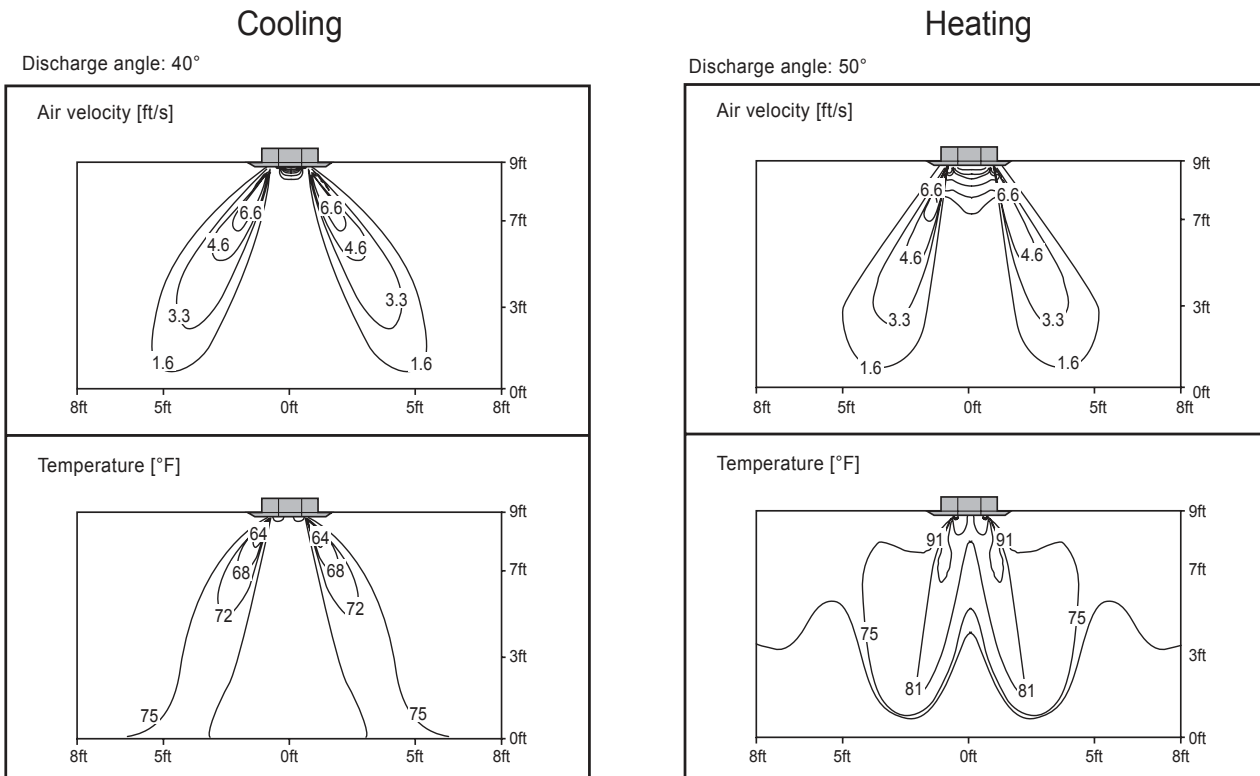 Cooling
Discharge angle: 40°
Air velocity [ft/s]
9ft
6.6 6.6
7ft
4.6 4.6
3.3 3.3
3ft
1.6 1.6
0ft
8ft 5ft 0ft 5ft 8ft
Temperature [°F]
9ft
64 64
68 68
7ft
72 72
3ft
75 75
0ft
8ft 5ft 0ft 5ft 8ft
Heating
Discharge angle: 50°
Air velocity [ft/s]
9ft
6.6 6.6
7ft
4.6 4.6
3.3 3.3
3ft
1.6 1.6
0ft
8ft 5ft 0ft 5ft 8ft
Temperature [°F]
9ft
91 91
7ft
75 75
3ft
81 81
0ft
8ft 5ft 0ft 5ft 8ft